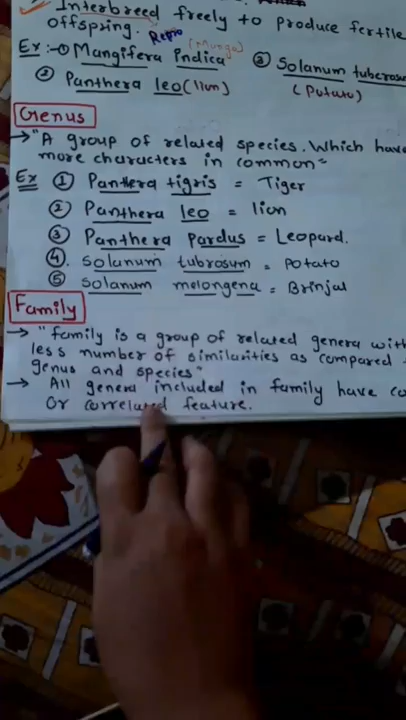 Interbreed freely to produce fertile
offspring. Repro
Ex:-① Mangifera indica (Mango) ③ Solanum tuberosu
② Panthera leo (lion) (Potato)
Genus
→ "A group of related species. Which have
more characters in common"
Ex ① Panthera tigris = Tiger
② Panthera leo = lion
③ Panthera pardus = Leopard.
④. solanum tubrosum = Potato
⑤ solanum melongena = Brinjal
Family
→ "family is a group of related genera with
less number of similarities as compared
genus and species"
→ All genera included in family have co
or correlated feature.